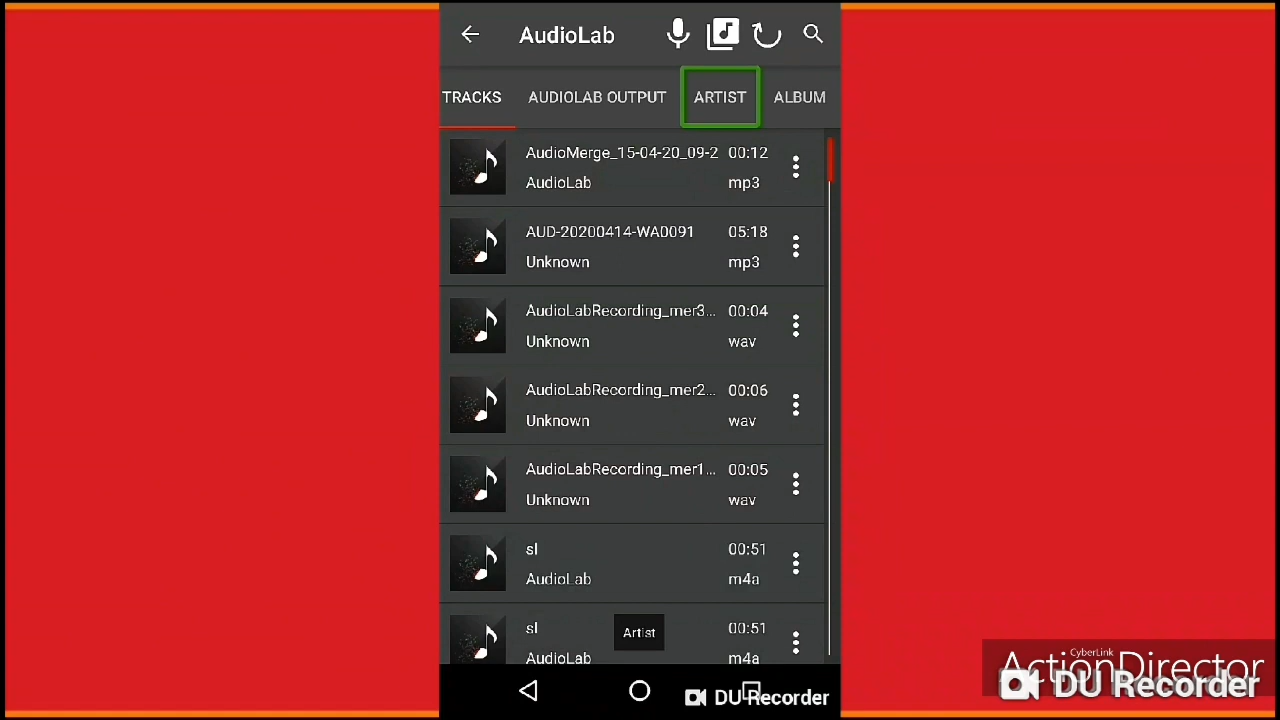 AudioLab
TRACKS AUDIOLAB OUTPUT ARTIST ALBUM
AudioMerge_15-04-20_09-2 00:12
AudioLab mp3
AUD-20200414-WA0091 05:18
Unknown mp3
AudioLabRecording_mer3... 00:04
Unknown wav
AudioLabRecording_mer2... 00:06
Unknown wav
AudioLabRecording_mer1... 00:05
Unknown wav
sl 00:51
AudioLab m4a
sl 00:51
Artist
AudioLab m4a
DU Recorder
CyberLink
ActionDirector
DU Recorder